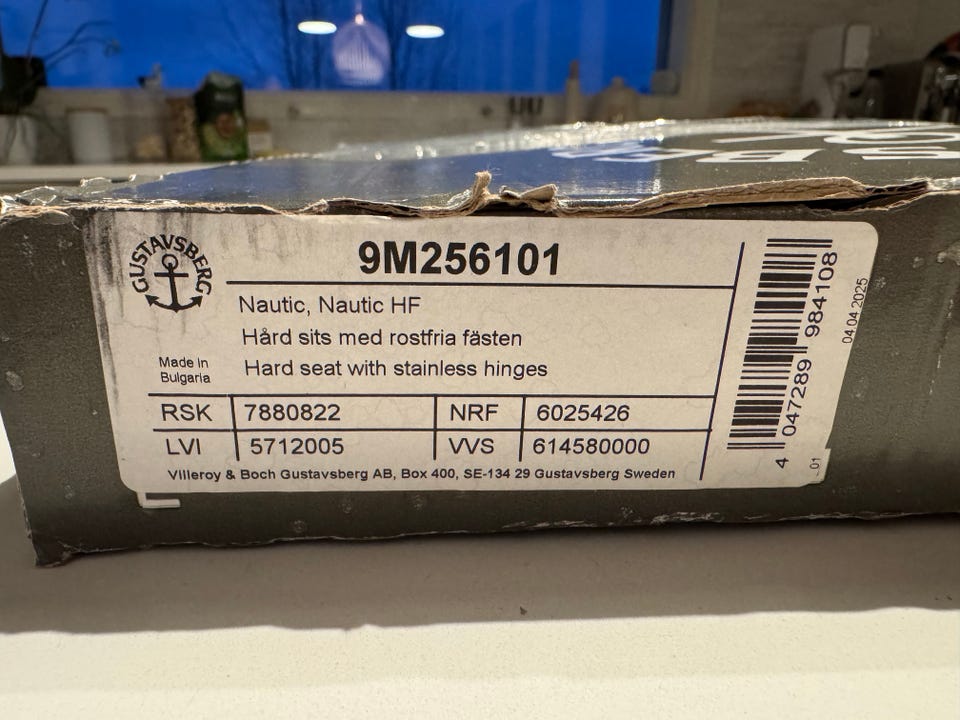 GUSTAVSBERG
9M256101
Nautic, Nautic HF
Hård sits med rostfria fästen
Hard seat with stainless hinges
Made in
Bulgaria
RSK 7880822 NRF 6025426
LVI 5712005 VVS 614580000
Villeroy & Boch Gustavsberg AB, Box 400, SE-134 29 Gustavsberg Sweden
4 047289 984108
04.04 2025
01